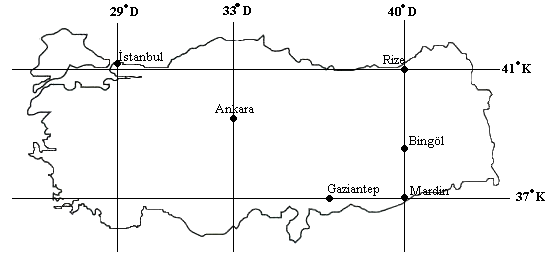 29° D
33° D
40° D
İstanbul
Rize
41° K
Ankara
Bingöl
Gaziantep
Mardin
37° K